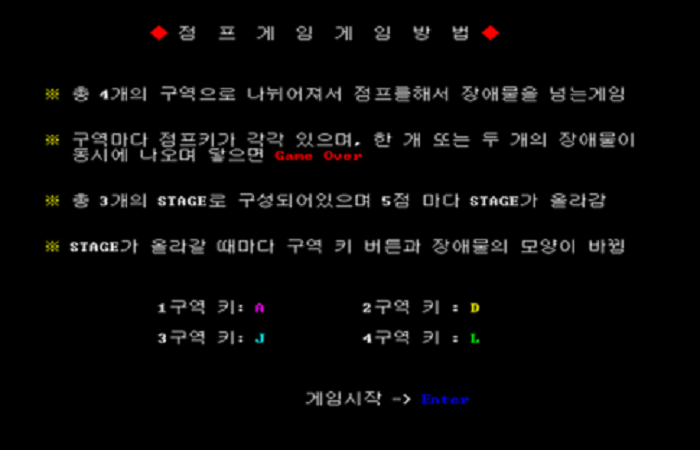 ◆ 점 프 게 임 게 임 방 법 ◆
※ 총 4개의 구역으로 나뉘어져서 점프를해서 장애물을 넘는게임
※ 구역마다 점프키가 각각 있으며, 한 개 또는 두 개의 장애물이
동시에 나오며 닿으면 Game Over
※ 총 3개의 STAGE로 구성되어있으며 5점 마다 STAGE가 올라감
※ STAGE가 올라갈 때마다 구역 키 버튼과 장애물의 모양이 바뀜
1구역 키: A 2구역 키 : D
3구역 키: J 4구역 키 : L
게임시작 -> Enter